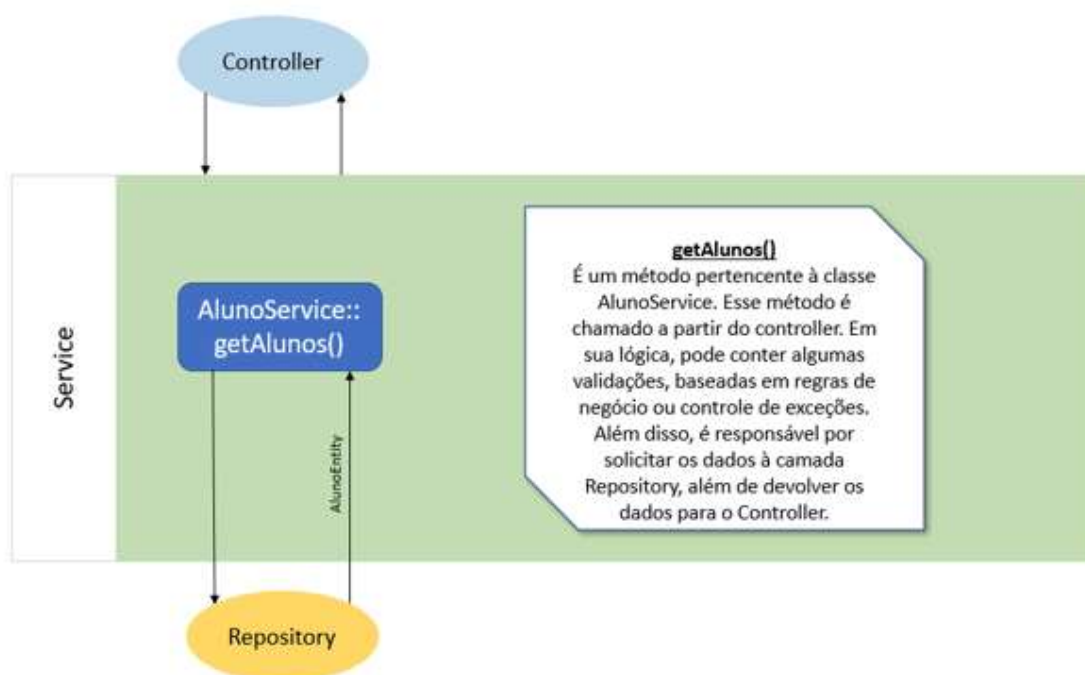 Controller
Service
AlunoService::
getAlunos()
AlunoEntity
getAlunos()
É um método pertencente à classe
AlunoService. Esse método é
chamado a partir do controller. Em
sua lógica, pode conter algumas
validações, baseadas em regras de
negócio ou controle de exceções.
Além disso, é responsável por
solicitar os dados à camada
Repository, além de devolver os
dados para o Controller.
Repository